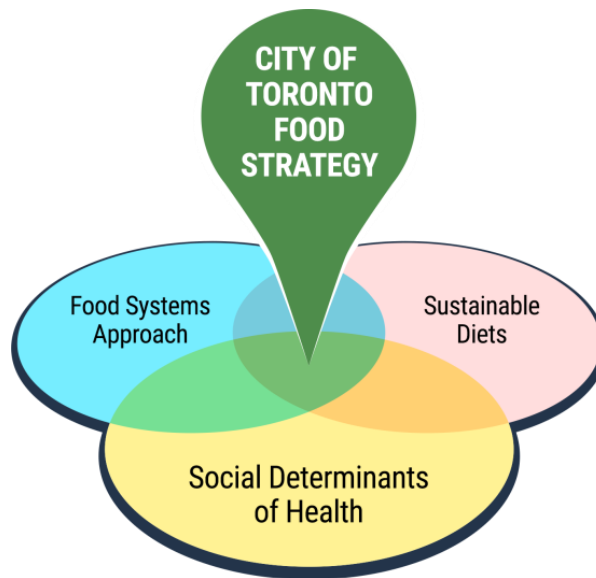 CITY OF
TORONTO
FOOD
STRATEGY
Food Systems
Approach
Sustainable
Diets
Social Determinants
of Health